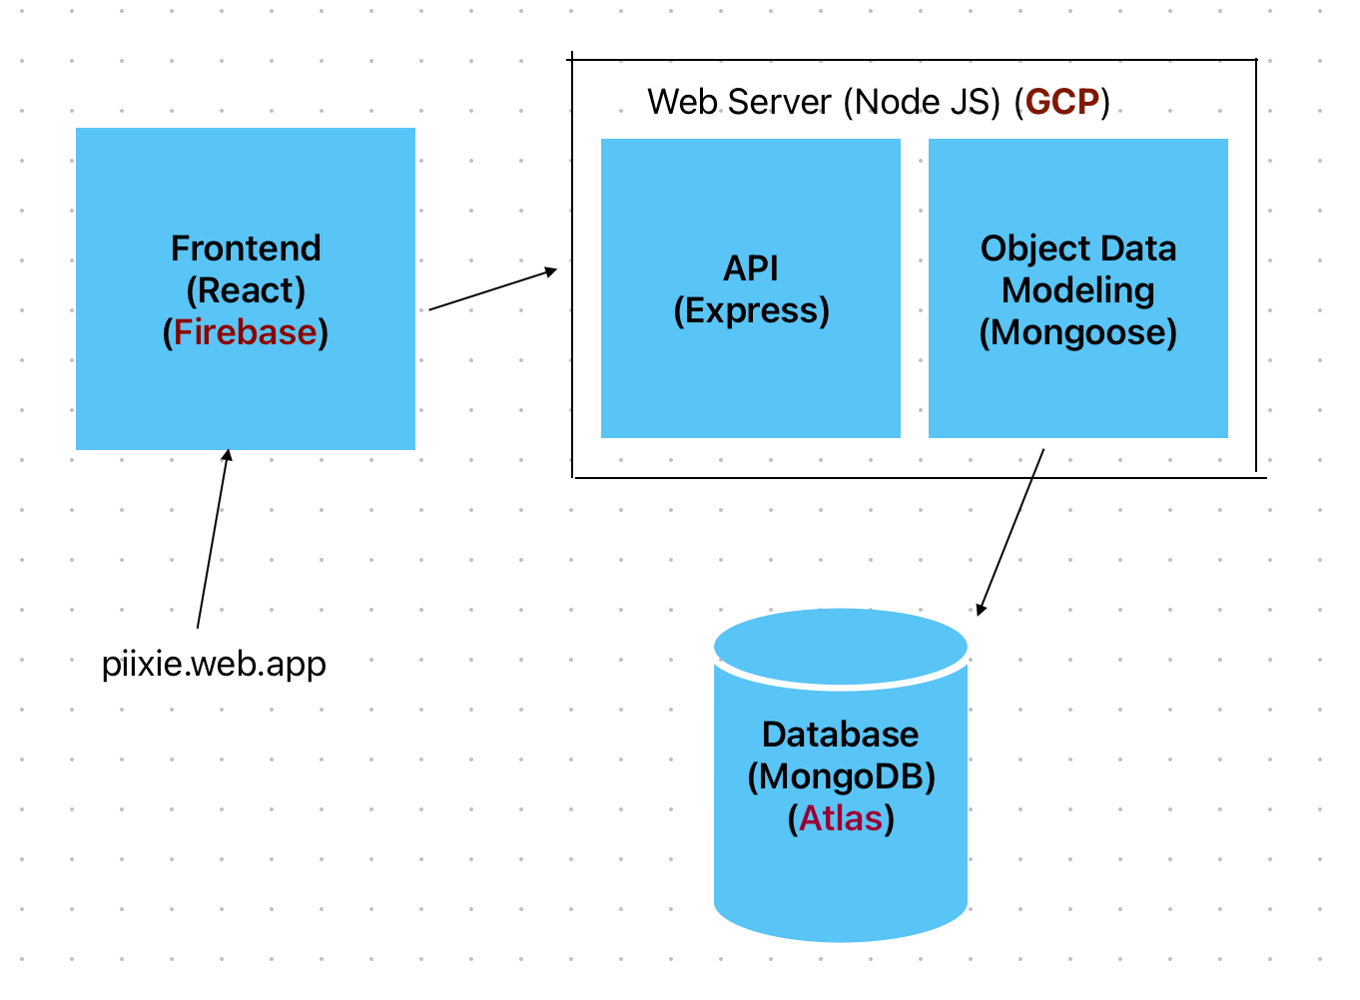 Web Server (Node JS) (GCP)
Frontend
(React)
(Firebase)
API
(Express)
Object Data
Modeling
(Mongoose)
piixie.web.app
Database
(MongoDB)
(Atlas)